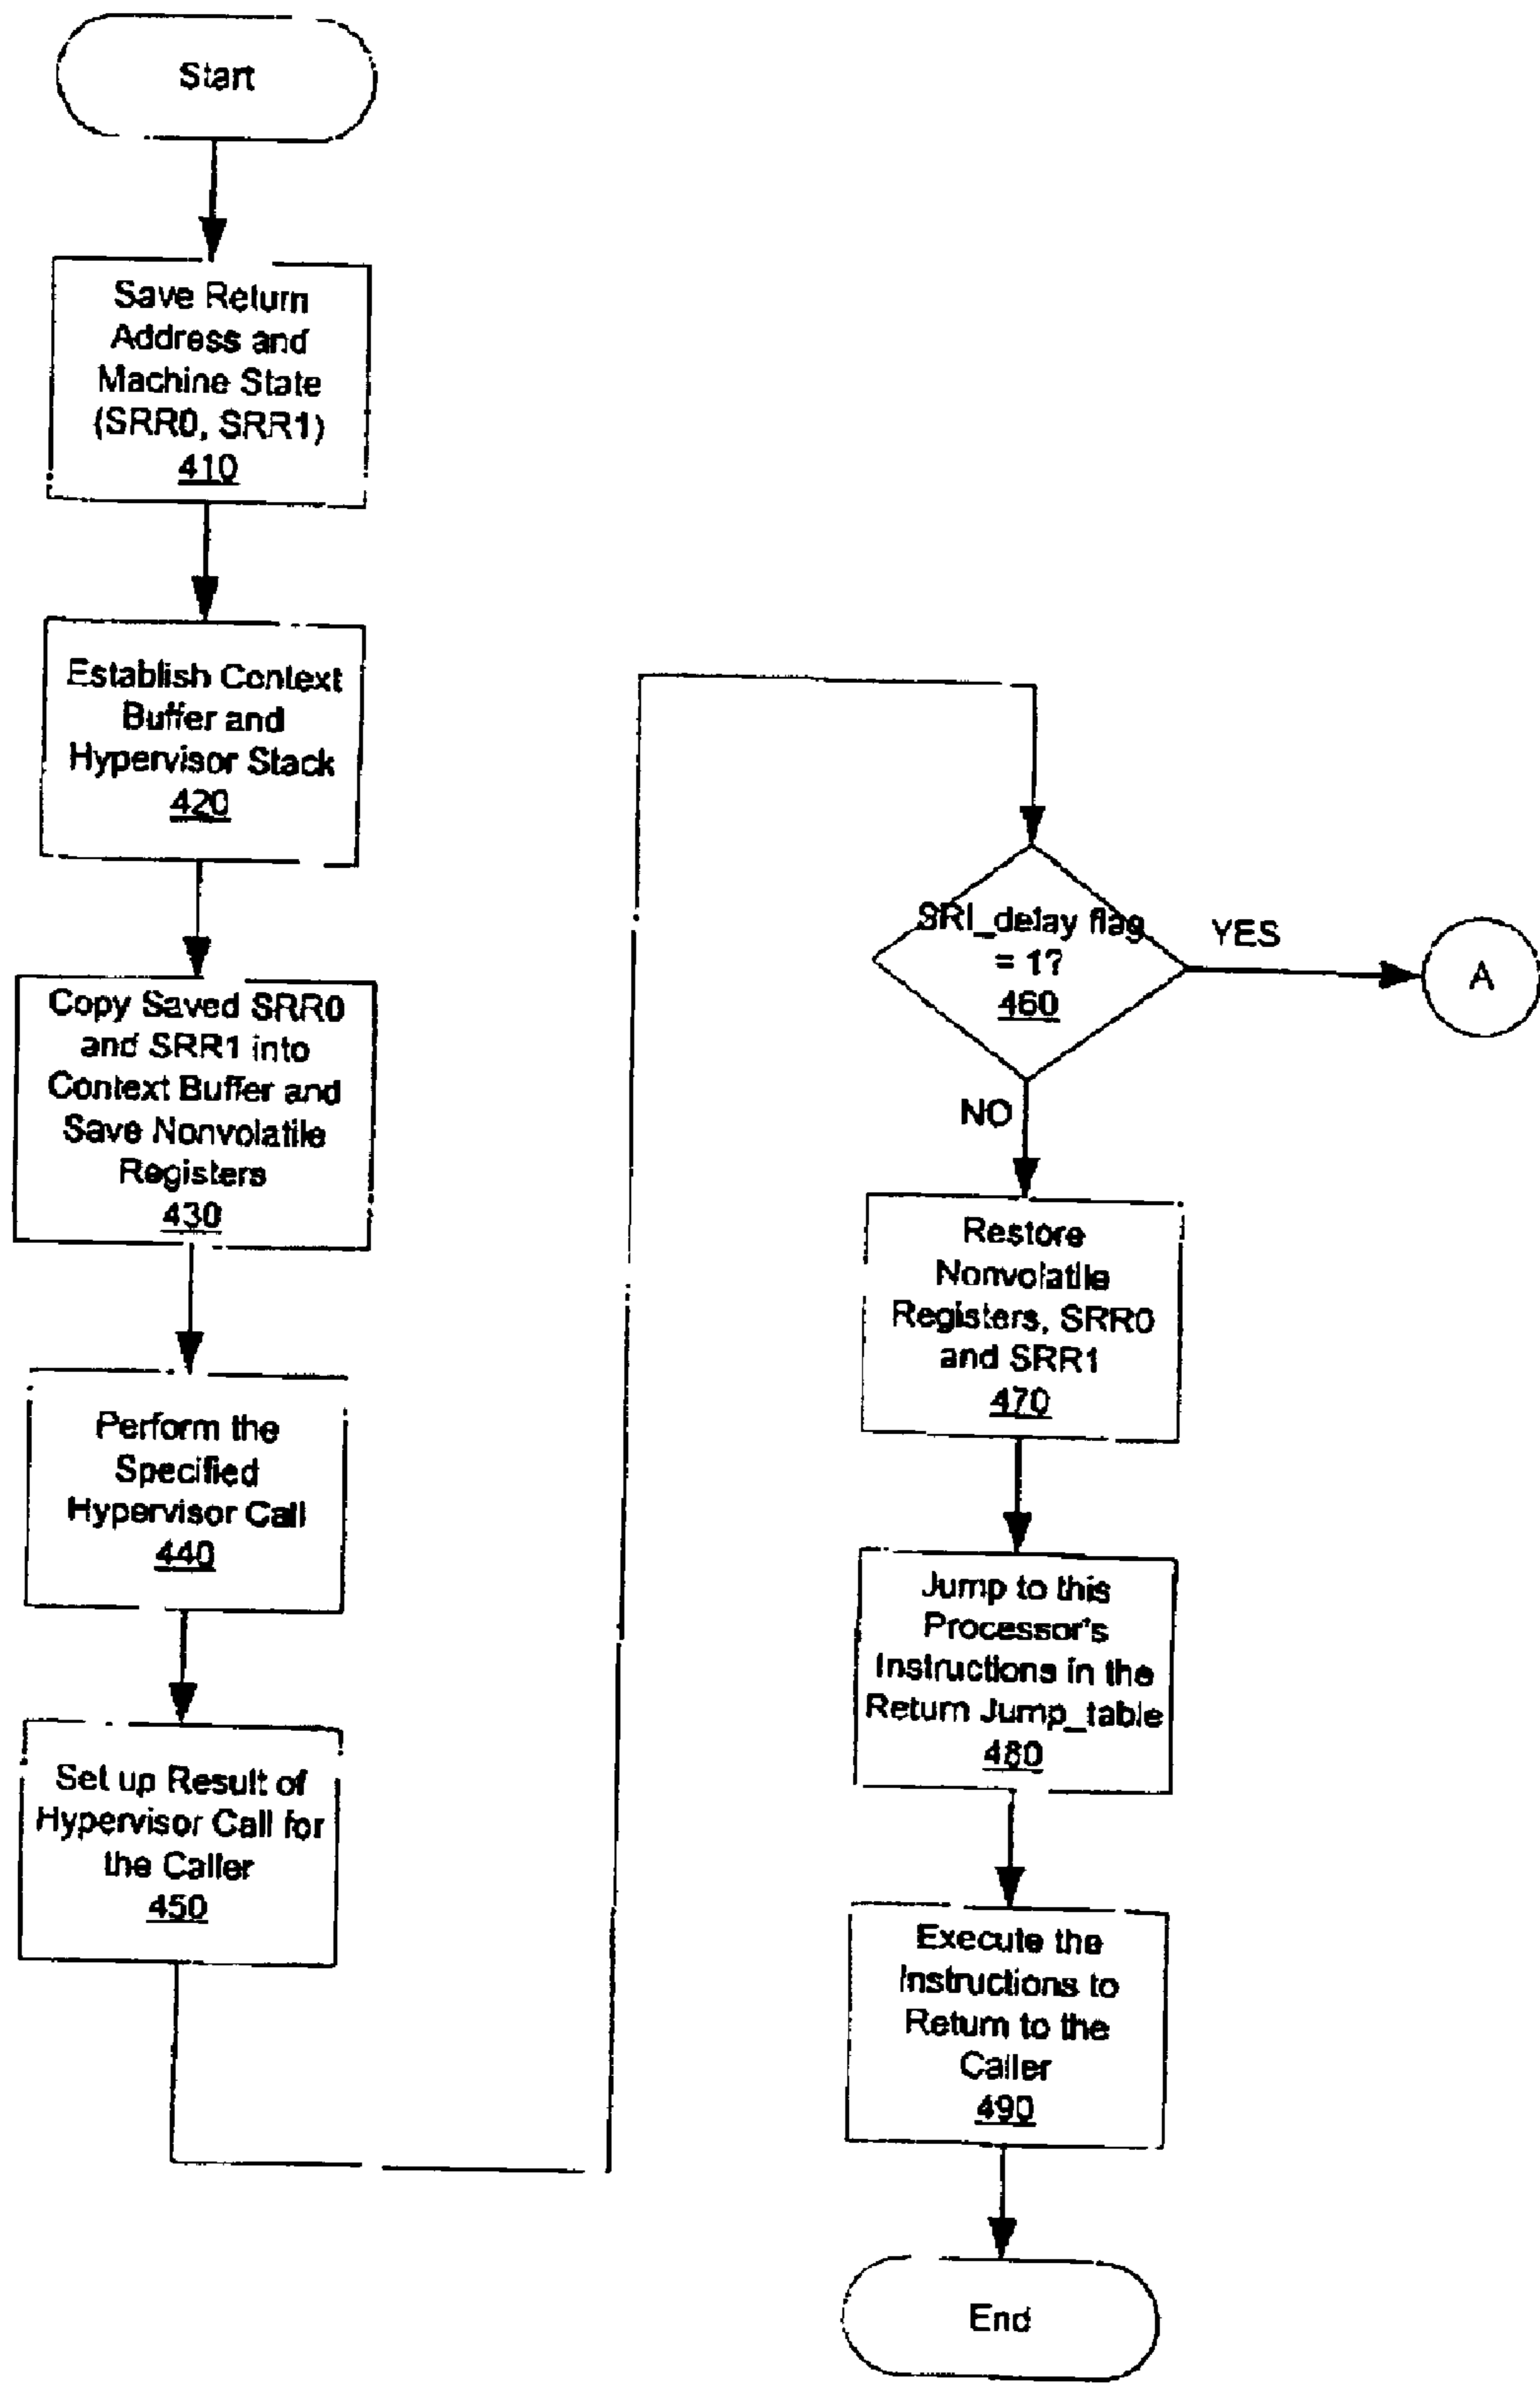 Start
Save Return
Address and
Machine State
(SRR0, SRR1)
410
Establish Context
Buffer and
Hypervisor Stack
420
Copy Saved SRR0
and SRR1 into
Context Buffer and
Save Nonvolatile
Registers
430
Perform the
Specified
Hypervisor Call
440
Set up Result of
Hypervisor Call for
the Caller
450
SRI_delay flag
= 1?
460
YES
A
NO
Restore
Nonvolatile
Registers, SRR0
and SRR1
470
Jump to this
Processor's
Instructions in the
Return Jump_table
480
Execute the
Instructions to
Return to the
Caller
490
End